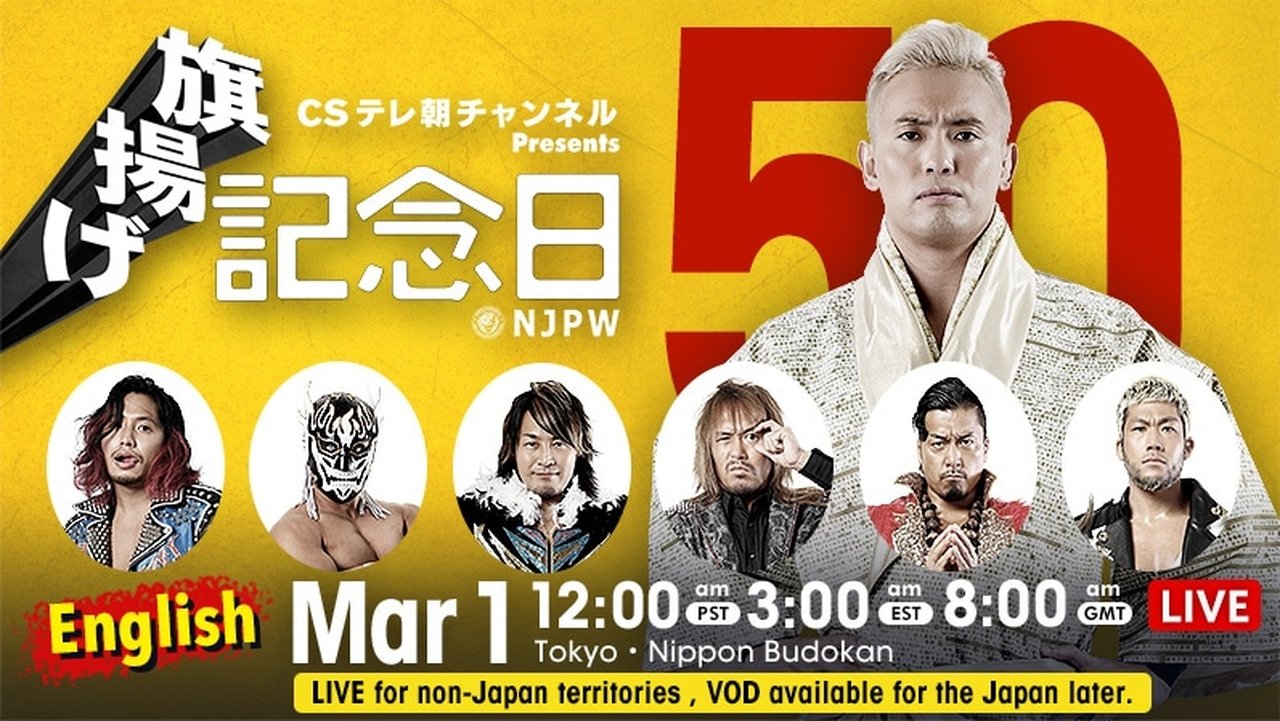 旗揚げ
CSテレ朝チャンネル
Presents
記念日
NJPW
50
English
Mar 1 12:00 am PST 3:00 am EST 8:00 am GMT LIVE
Tokyo・Nippon Budokan
LIVE for non-Japan territories , VOD available for the Japan later.